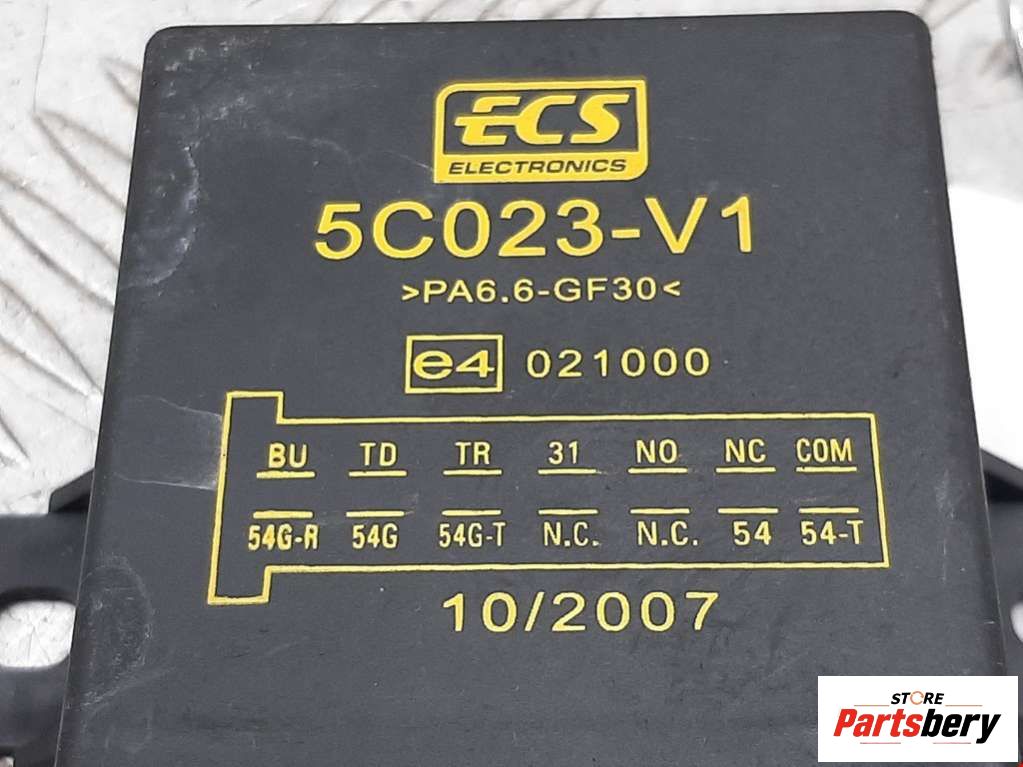 ECS
ELECTRONICS
5C023-V1
>PA6.6-GF30<
e4 021000
BU TD TR 31 NO NC COM
54G-R 54G 54G-T N.C. N.C. 54 54-T
10/2007
STORE
Partsbery